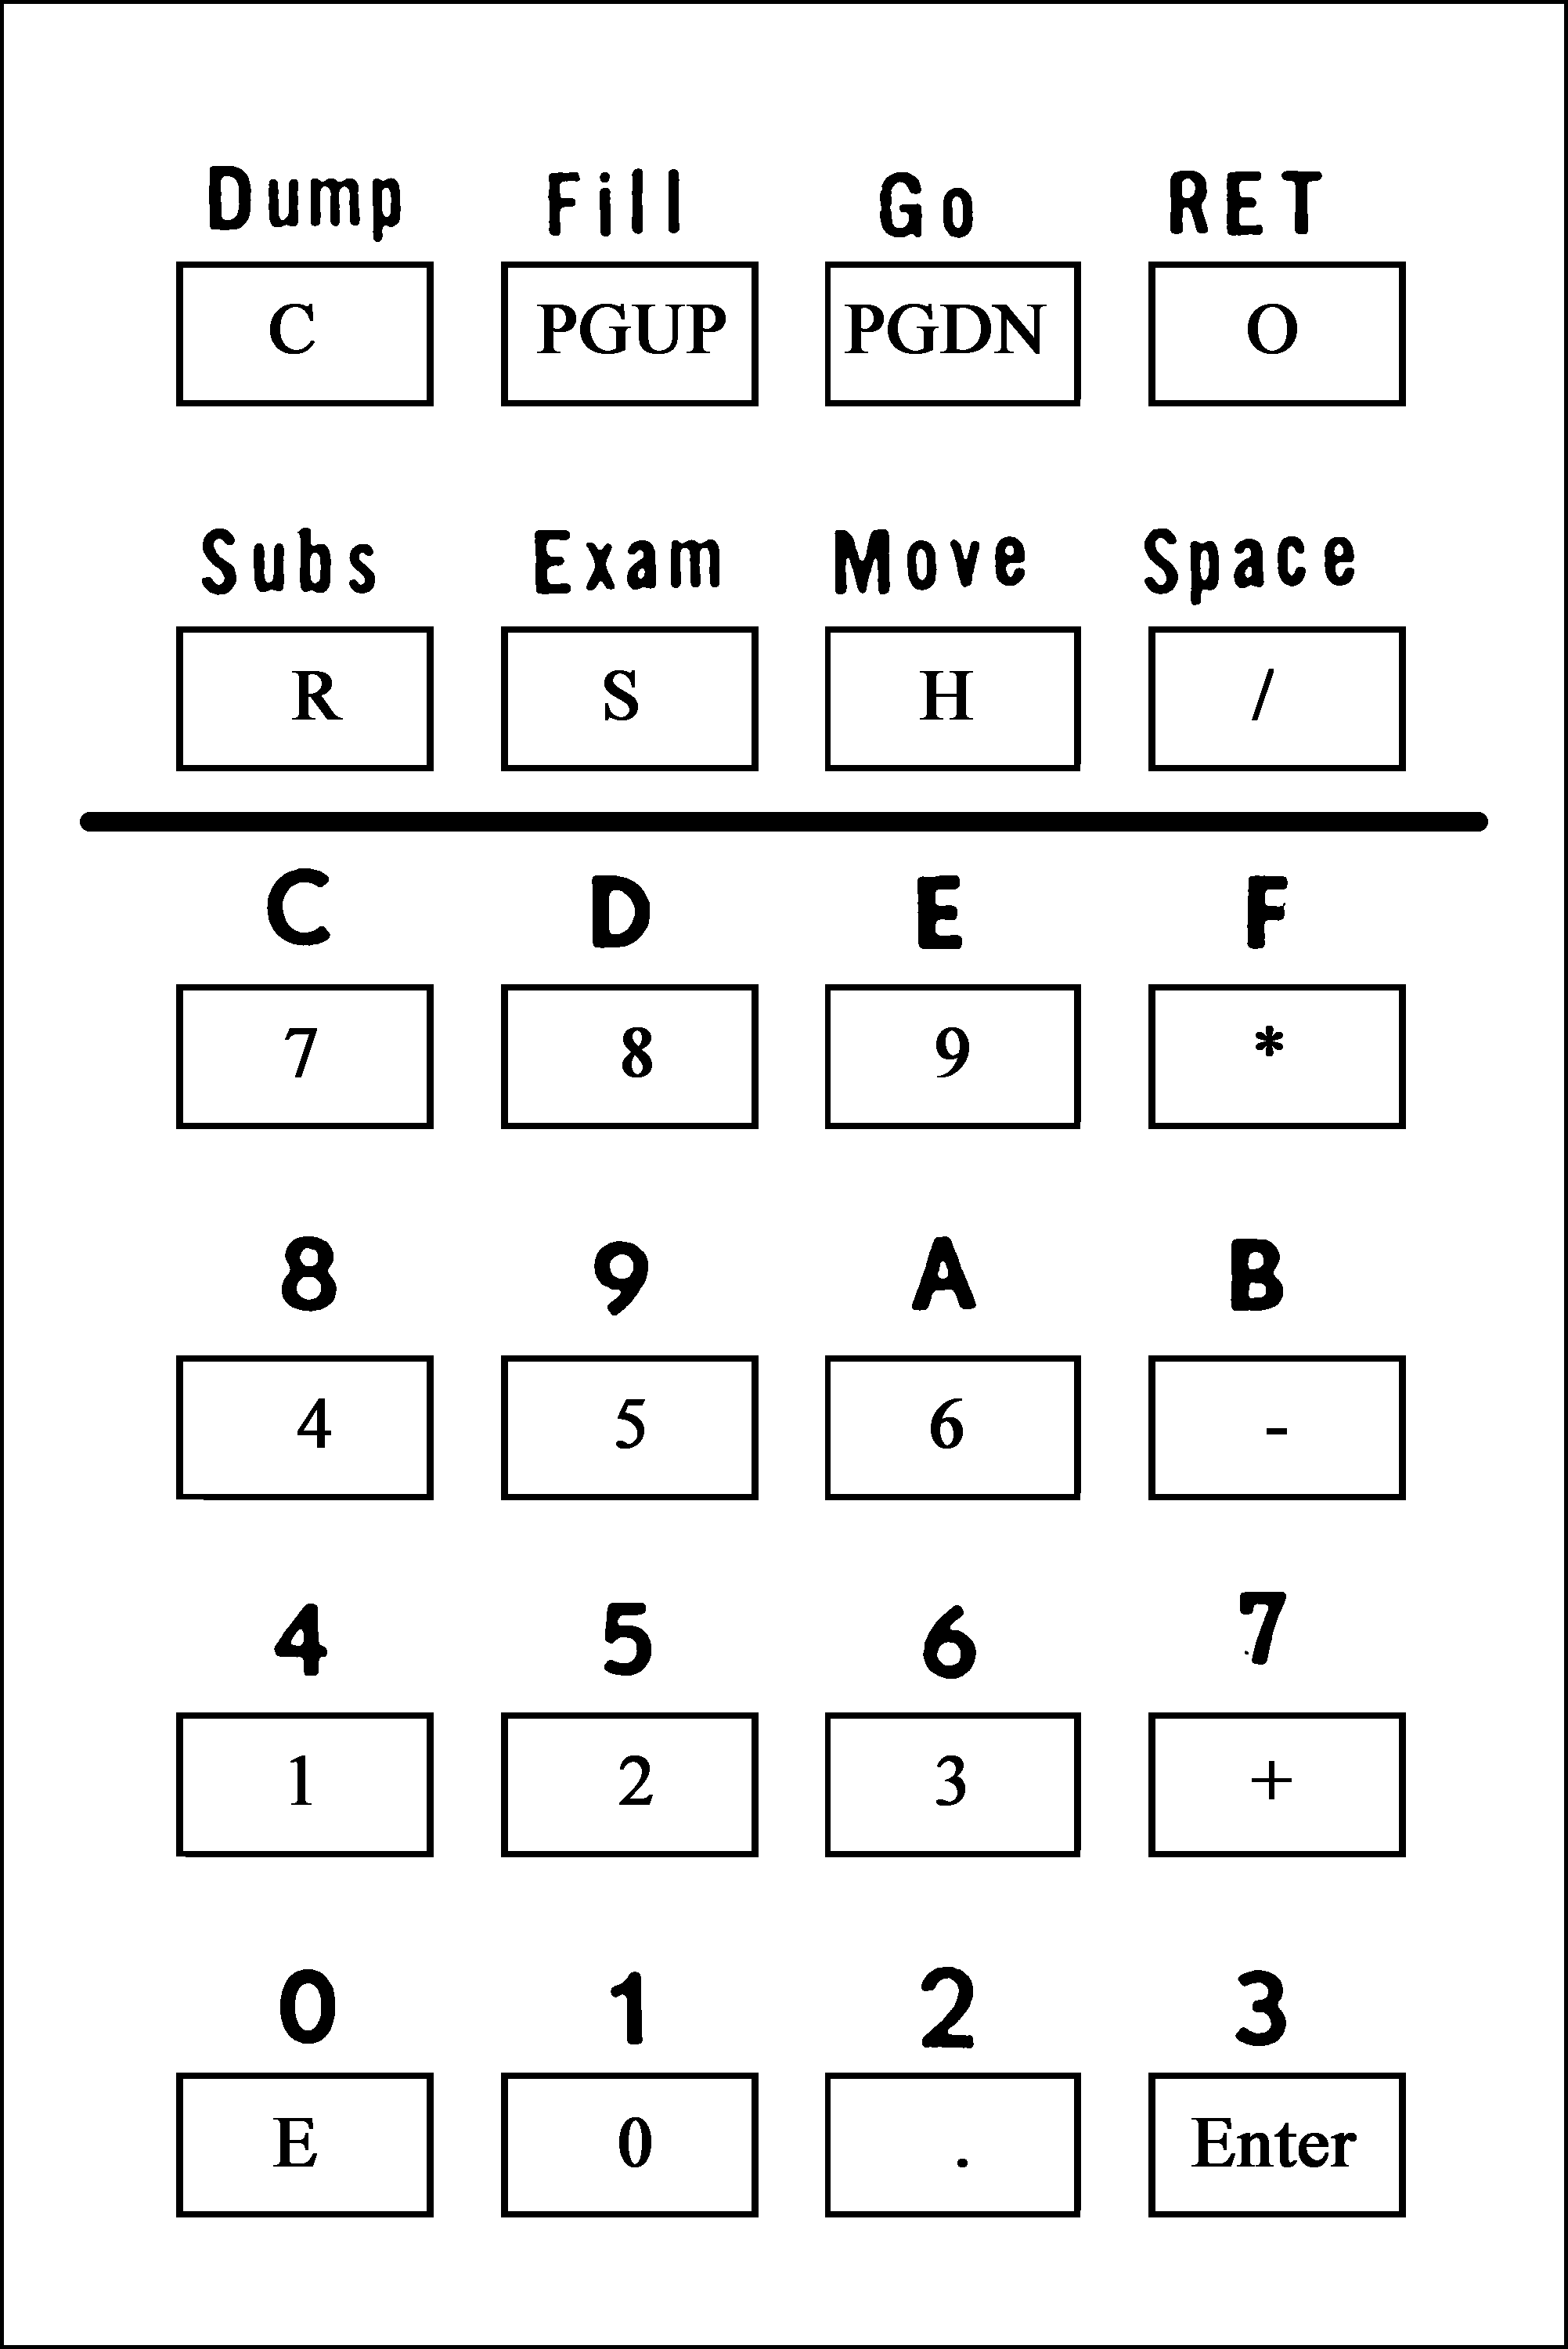 Dump Fill Go RET
C PGUP PGDN O
Subs Exam Move Space
R S H /
C D E F
7 8 9 *
8 9 A B
4 5 6 -
4 5 6 7
1 2 3 +
0 1 2 3
E 0 . Enter